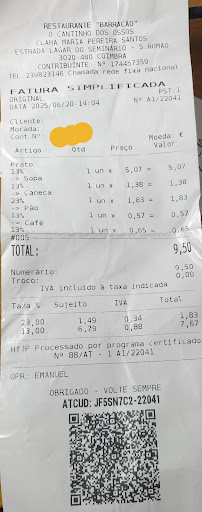 RESTAURANTE "BARRACÃO"
O CANTINHO DOS OSSOS
CLARA MARIA PEREIRA SANTOS
ESTRADA LAGAR DO SEMINÁRIO - S.ROMÃO
3020-480 COIMBRA
CONTRIBUINTE Nº 174457359
TEL.239823146 Chamada rede fixa nacional
FATURA SIMPLIFICADA
ORIGINAL PST:1
DATA 2025/06/20-14:04 Nº A1/22041
Cliente:
Morada:
Cont.Nº: Moeda: €
Artigo Qtd Preço Valor
Prato
13% 1 un x 5,07 = 5,07
-> Sopa
13% 1 un x 1,38 = 1,38
-> Caneca
23% 1 un x 1,83 = 1,83
-> Pão
13% 1 un x 0,57 = 0,57
-> Café
13% 1 un x 0,65 = 0,65
#005
TOTAL: 9,50
Numerário: 9,50
Troco: 0,00
IVA incluído à taxa indicada
Taxa % Sujeito IVA Total
23,00 1,49 0,34 1,83
13,00 6,79 0,88 7,67
HTJP Processado por programa certificado
Nº 88/AT - 1 A1/22041
OPR: EMANUEL
OBRIGADO - VOLTE SEMPRE
ATCUD: JF5SN7C2-22041